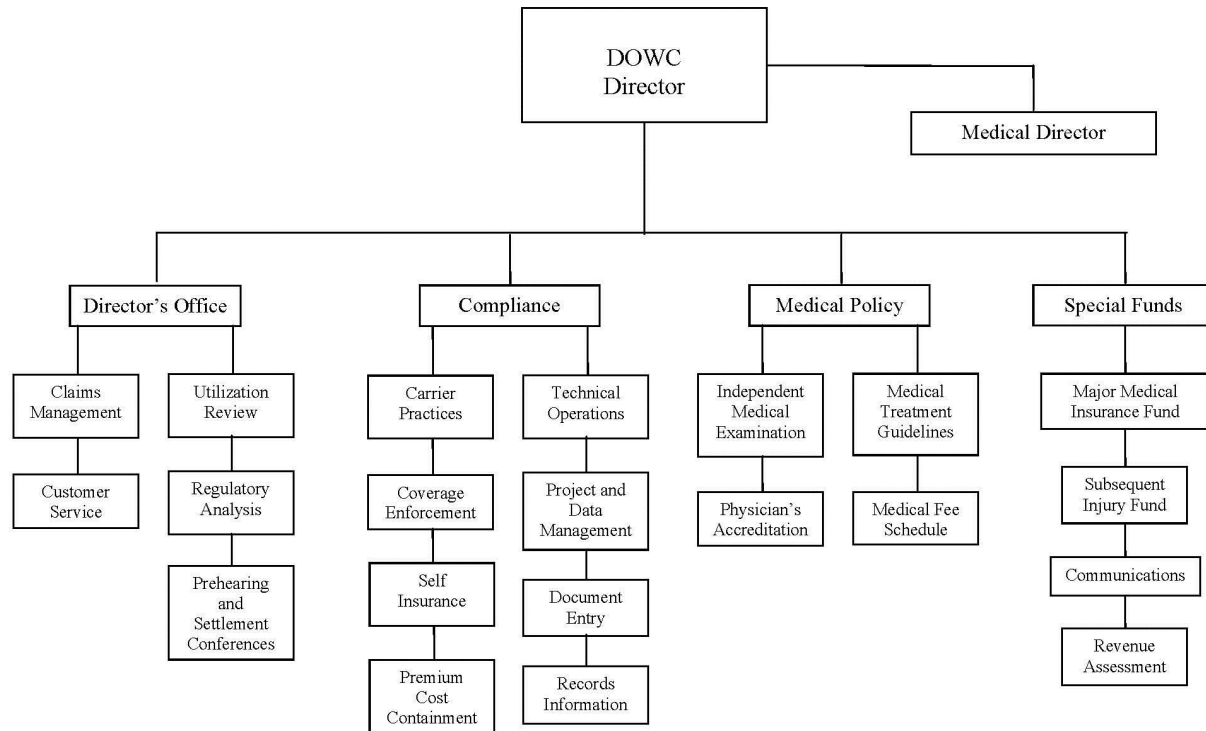 DOWC
Director
Medical Director
Director’s Office
Compliance
Medical Policy
Special Funds
Claims
Management
Customer
Service
Utilization
Review
Regulatory
Analysis
Prehearing
and
Settlement
Conferences
Carrier
Practices
Coverage
Enforcement
Self
Insurance
Premium
Cost
Containment
Technical
Operations
Project and
Data
Management
Document
Entry
Records
Information
Independent
Medical
Examination
Physician’s
Accreditation
Medical
Treatment
Guidelines
Medical Fee
Schedule
Major Medical
Insurance Fund
Subsequent
Injury Fund
Communications
Revenue
Assessment